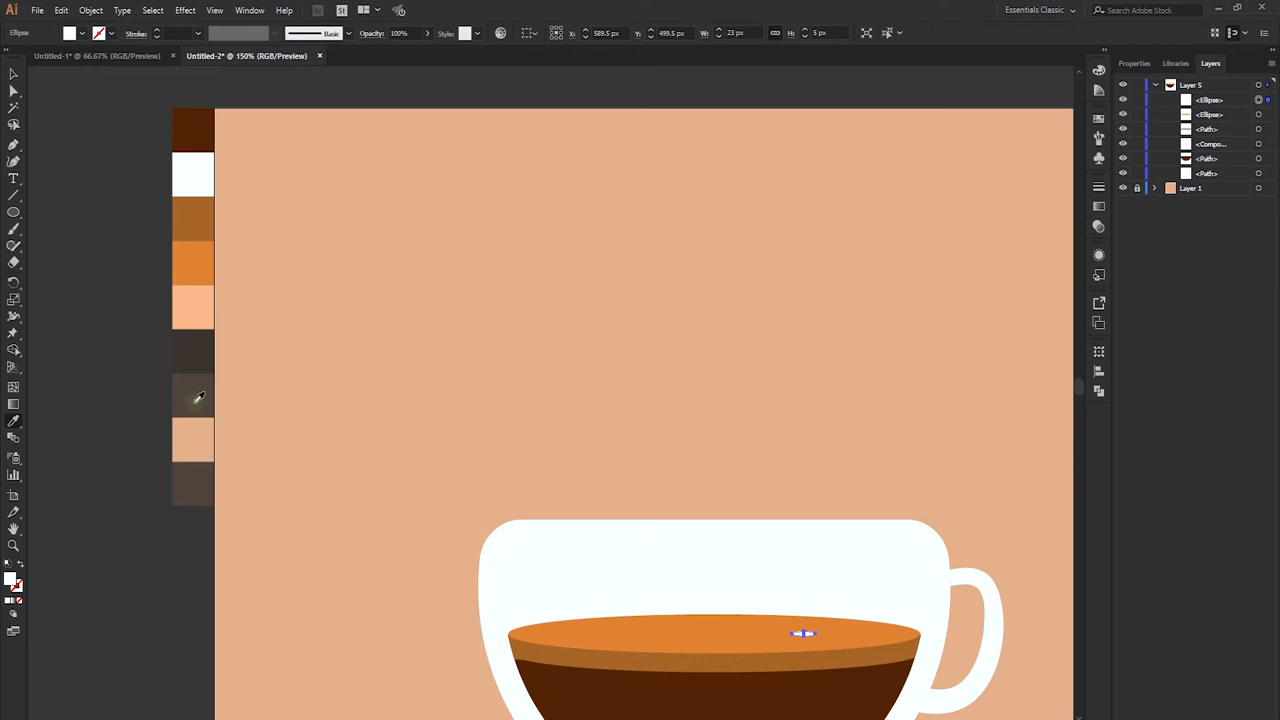 Ai File Edit Object Type Select Effect View Window Help Br St Essentials Classic Search Adobe Stock
Ellipse Stroke: Basic Opacity: 100% Style: X: 589.5 px Y: 499.5 px W: 23 px H: 5 px
Untitled-1* @ 66.67% (RGB/Preview) × Untitled-2* @ 150% (RGB/Preview) ×
Properties Libraries Layers
Layer 5
<Ellipse>
<Ellipse>
<Path>
<Compo...
<Path>
<Path>
Layer 1